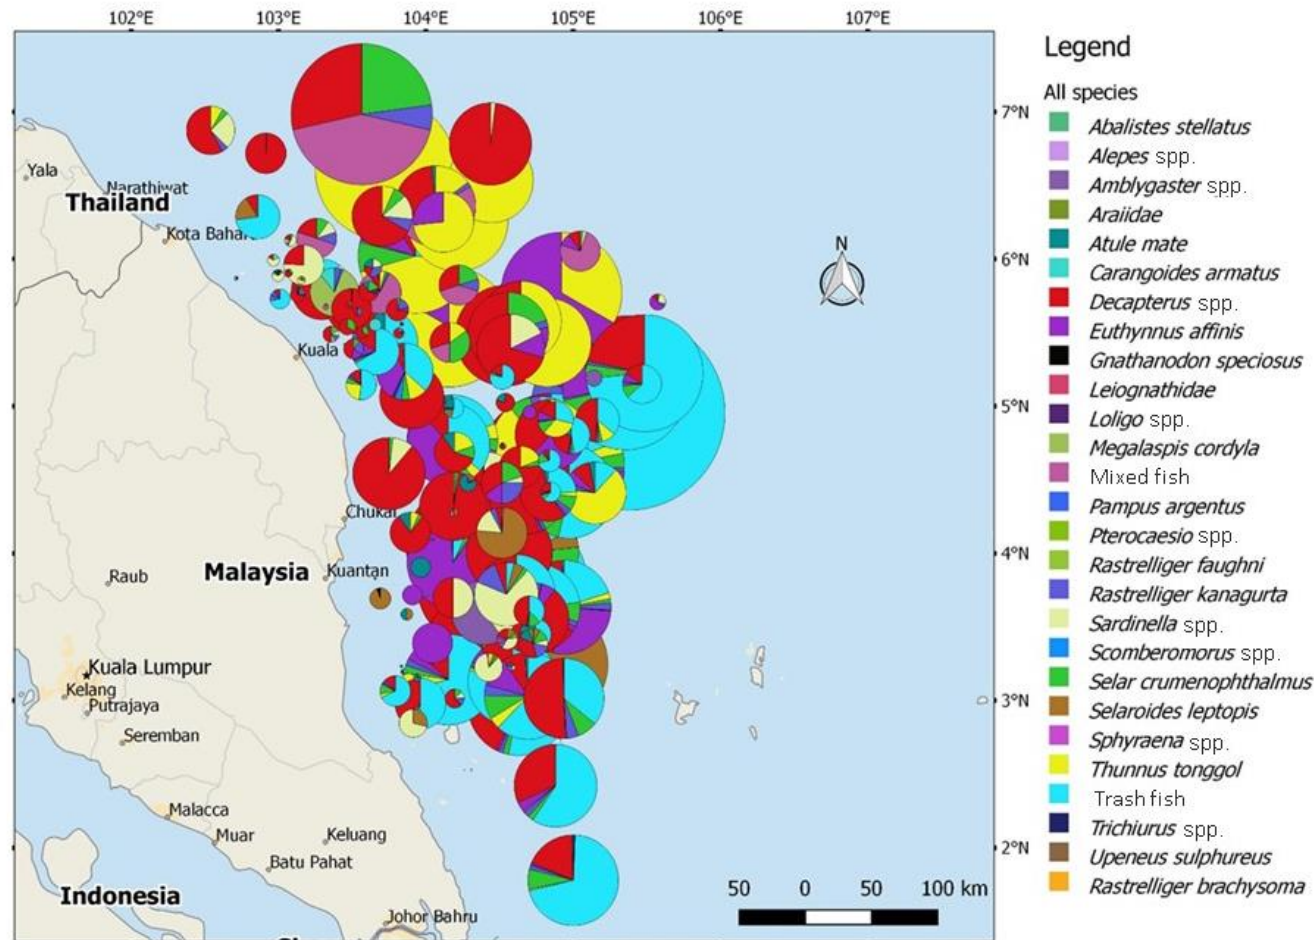 102°E 103°E 104°E 105°E 106°E 107°E
7°N
6°N
5°N
4°N
3°N
2°N
Yala
Narathiwat
Thailand
Kota Bahar
Kuala
Chukai
Kuantan
Raub
Malaysia
Kuala Lumpur
Kelang
Putrajaya
Seremban
Malacca
Muar
Keluang
Batu Pahat
Indonesia
Johor Bahru
N
50 0 50 100 km
Legend
All species
Abalistes stellatus
Alepes spp.
Amblygaster spp.
Araiidae
Atule mate
Carangoides armatus
Decapterus spp.
Euthynnus affinis
Gnathanodon speciosus
Leiognathidae
Loligo spp.
Megalaspis cordyla
Mixed fish
Pampus argentus
Pterocaesio spp.
Rastrelliger faughni
Rastrelliger kanagurta
Sardinella spp.
Scomberomorus spp.
Selar crumenophthalmus
Selaroides leptopis
Sphyraena spp.
Thunnus tonggol
Trash fish
Trichiurus spp.
Upeneus sulphureus
Rastrelliger brachysoma